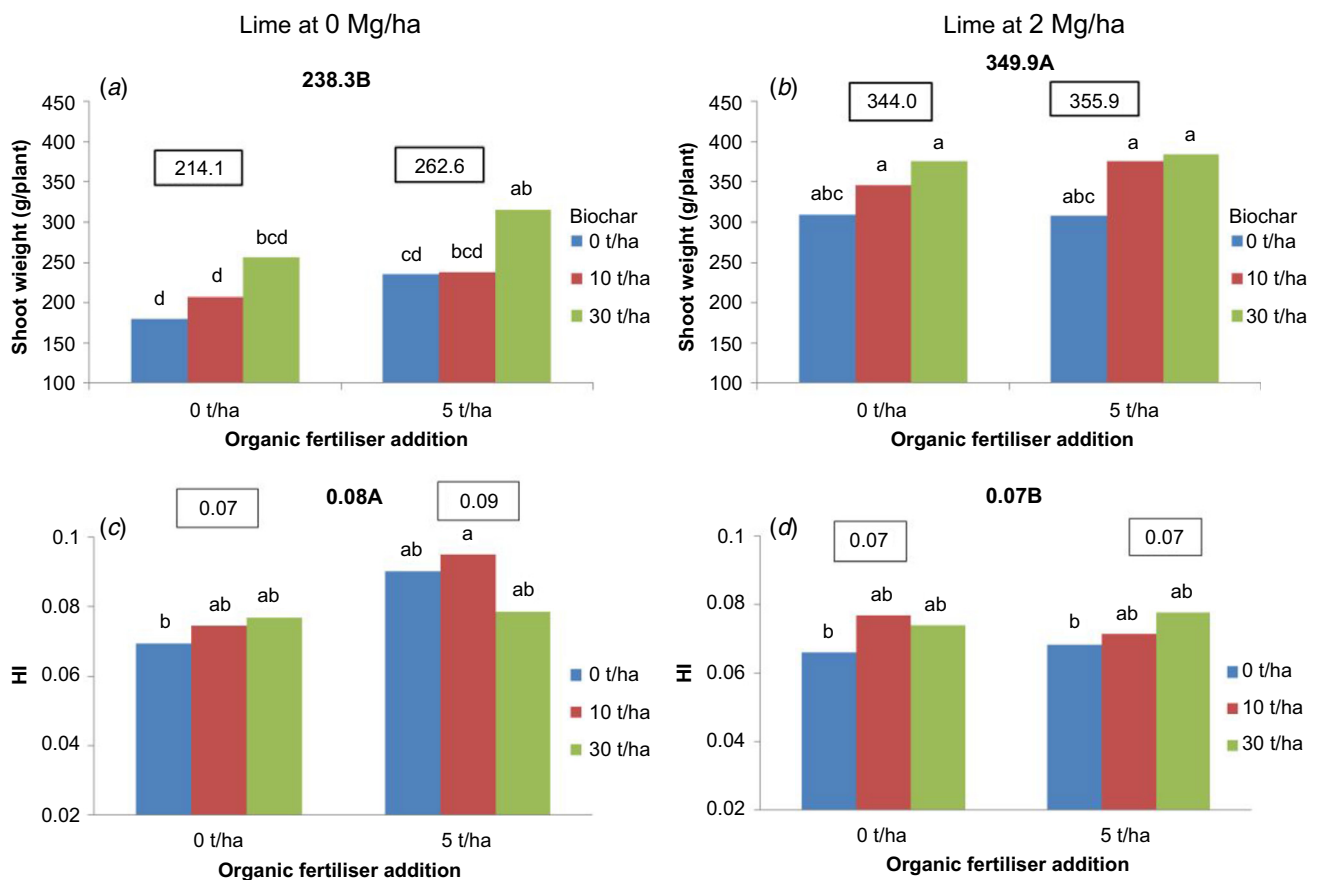 Lime at 0 Mg/ha
Lime at 2 Mg/ha
(a)
238.3B
450
400
350
300
250
200
150
100
Shoot wieight (g/plant)
214.1
262.6
d
d
bcd
cd
bcd
ab
Biochar
0 t/ha
10 t/ha
30 t/ha
0 t/ha
5 t/ha
Organic fertiliser addition
(b)
349.9A
450
400
350
300
250
200
150
100
Shoot weight (g/plant)
344.0
355.9
abc
a
a
abc
a
a
Biochar
0 t/ha
10 t/ha
30 t/ha
0 t/ha
5 t/ha
Organic fertiliser addition
(c)
0.08A
0.07
0.09
0.1
0.08
0.06
0.04
0.02
HI
b
ab
ab
ab
a
ab
0 t/ha
10 t/ha
30 t/ha
0 t/ha
5 t/ha
Organic fertiliser addition
(d)
0.07B
0.07
0.07
0.1
0.08
0.06
0.04
0.02
HI
b
ab
ab
b
ab
ab
0 t/ha
10 t/ha
30 t/ha
0 t/ha
5 t/ha
Organic fertiliser addition